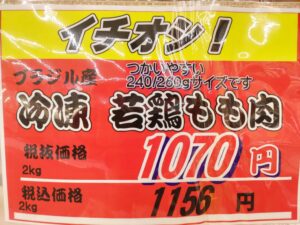 イチオシ!
ブラジル産
つかいやすい
240/260gサイズです
冷凍 若鶏もも肉
税抜価格
2kg
1070円
税込価格
2kg
1156円